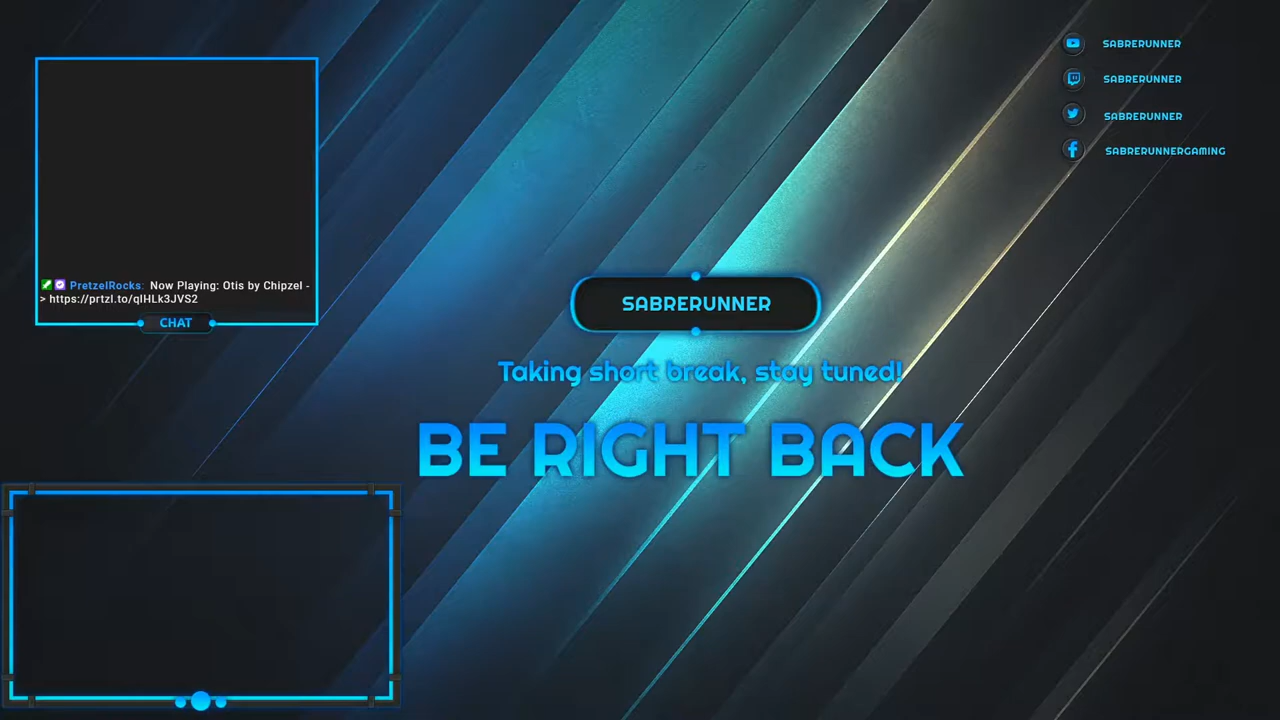 SABRERUNNER
SABRERUNNER
SABRERUNNER
SABRERUNNERGAMING
PretzelRocks: Now Playing: Otis by Chipzel -
> https://prtzl.to/qIHLk3JVS2
CHAT
SABRERUNNER
Taking short break, stay tuned!
BE RIGHT BACK